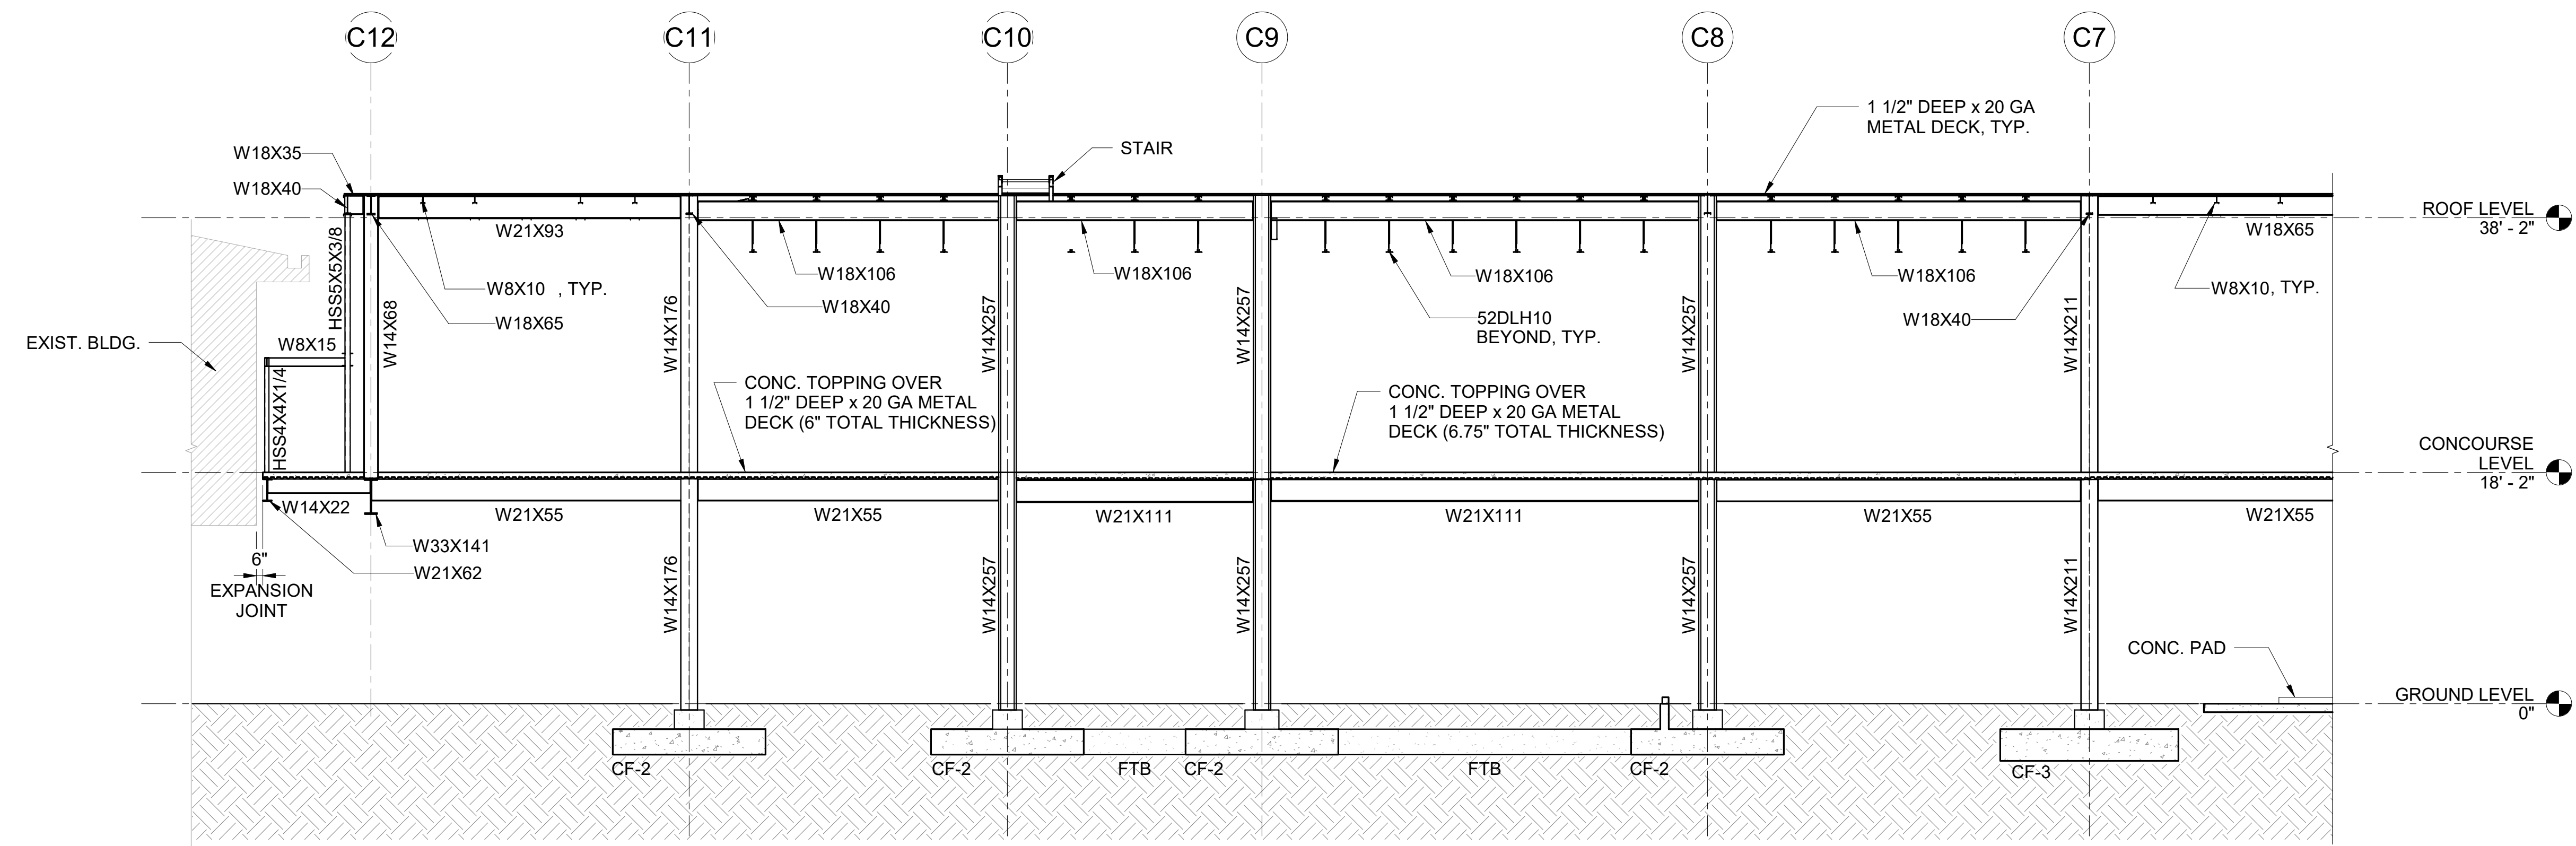 C12
C11
C10
C9
C8
C7
1 1/2" DEEP x 20 GA
METAL DECK, TYP.
STAIR
W18X35
W18X40
ROOF LEVEL
38' - 2"
W21X93
W18X65
HSS5X5X3/8
W18X106
W18X106
W18X106
W18X106
W8X10 , TYP.
W8X10, TYP.
W18X40
W18X65
W18X40
52DLH10
BEYOND, TYP.
W14X68
W14X176
W14X257
W14X257
W14X257
W14X211
EXIST. BLDG.
W8X15
HSS4X4X1/4
CONC. TOPPING OVER
1 1/2" DEEP x 20 GA METAL
DECK (6" TOTAL THICKNESS)
CONC. TOPPING OVER
1 1/2" DEEP x 20 GA METAL
DECK (6.75" TOTAL THICKNESS)
CONCOURSE
LEVEL
18' - 2"
W14X22
W21X55
W21X55
W21X111
W21X111
W21X55
W21X55
W33X141
W21X62
6"
EXPANSION
JOINT
W14X176
W14X257
W14X257
W14X257
W14X211
CONC. PAD
GROUND LEVEL
0"
CF-2
CF-2
FTB
CF-2
FTB
CF-2
CF-3